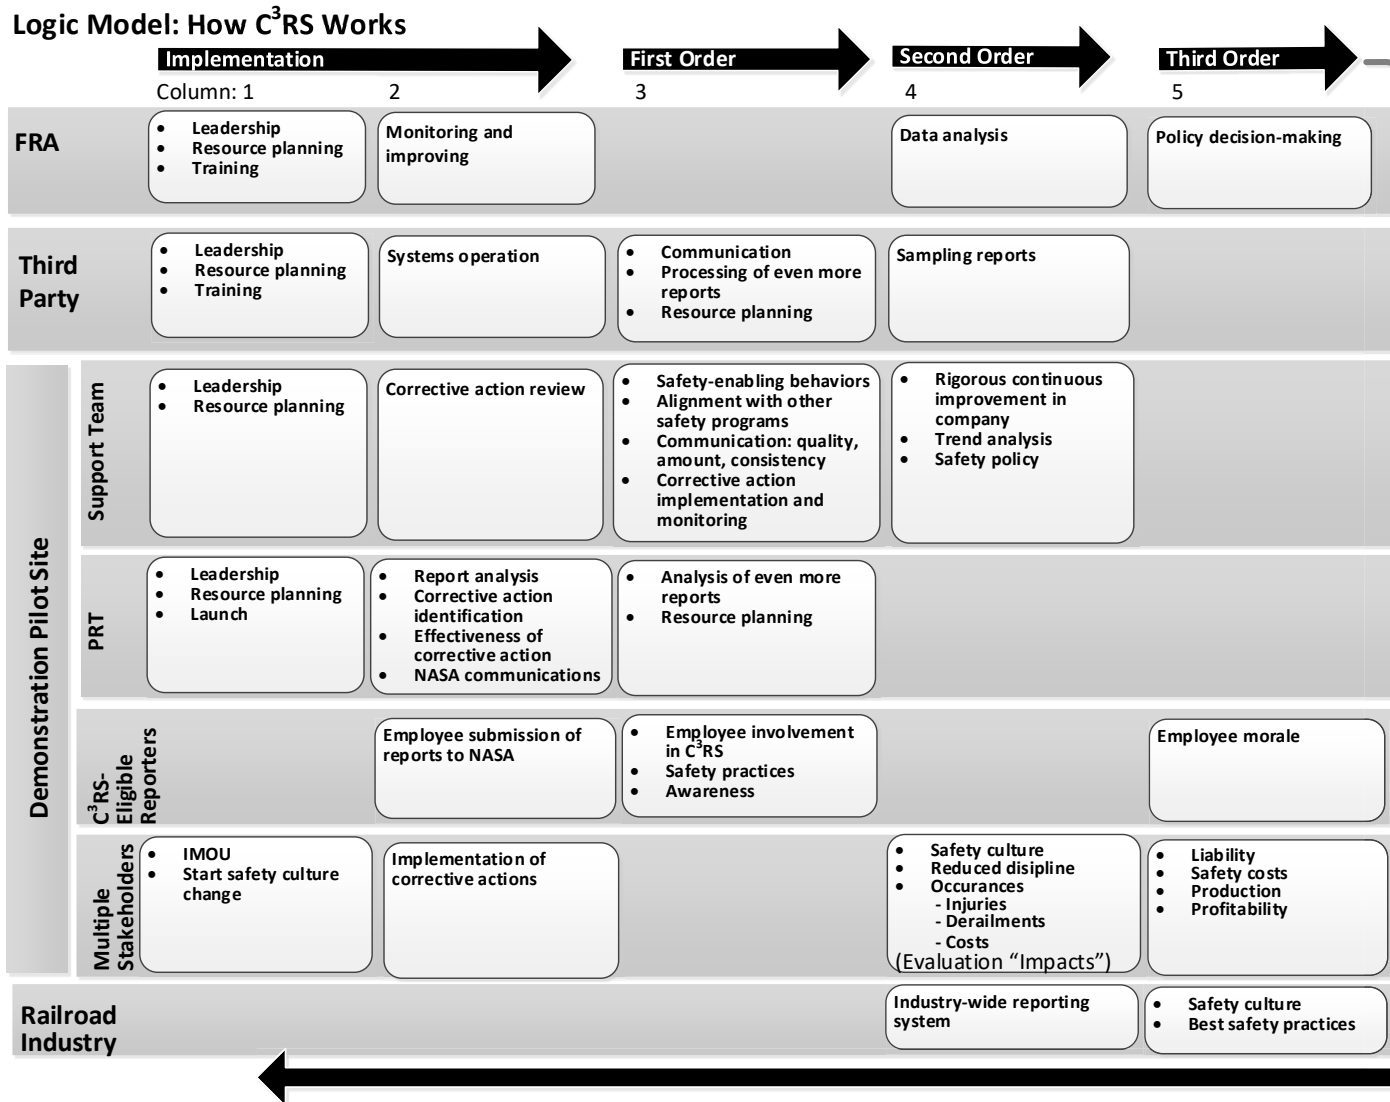 Logic Model: How C³RS Works
Implementation
First Order
Second Order
Third Order
Column: 1
2
3
4
5
FRA
• Leadership
• Resource planning
• Training
Monitoring and
improving
Data analysis
Policy decision-making
Third
Party
• Leadership
• Resource planning
• Training
Systems operation
• Communication
• Processing of even more
reports
• Resource planning
Sampling reports
Demonstration Pilot Site
Support Team
• Leadership
• Resource planning
Corrective action review
• Safety-enabling behaviors
• Alignment with other
safety programs
• Communication: quality,
amount, consistency
• Corrective action
implementation and
monitoring
• Rigorous continuous
improvement in
company
• Trend analysis
• Safety policy
PRT
• Leadership
• Resource planning
• Launch
• Report analysis
• Corrective action
identification
• Effectiveness of
corrective action
• NASA communications
• Analysis of even more
reports
• Resource planning
C³RS-
Eligible
Reporters
Employee submission of
reports to NASA
• Employee involvement
in C³RS
• Safety practices
• Awareness
Employee morale
Multiple
Stakeholders
• IMOU
• Start safety culture
change
Implementation of
corrective actions
• Safety culture
• Reduced disipline
• Occurances
- Injuries
- Derailments
- Costs
(Evaluation “Impacts”)
• Liability
• Safety costs
• Production
• Profitability
Railroad
Industry
Industry-wide reporting
system
• Safety culture
• Best safety practices